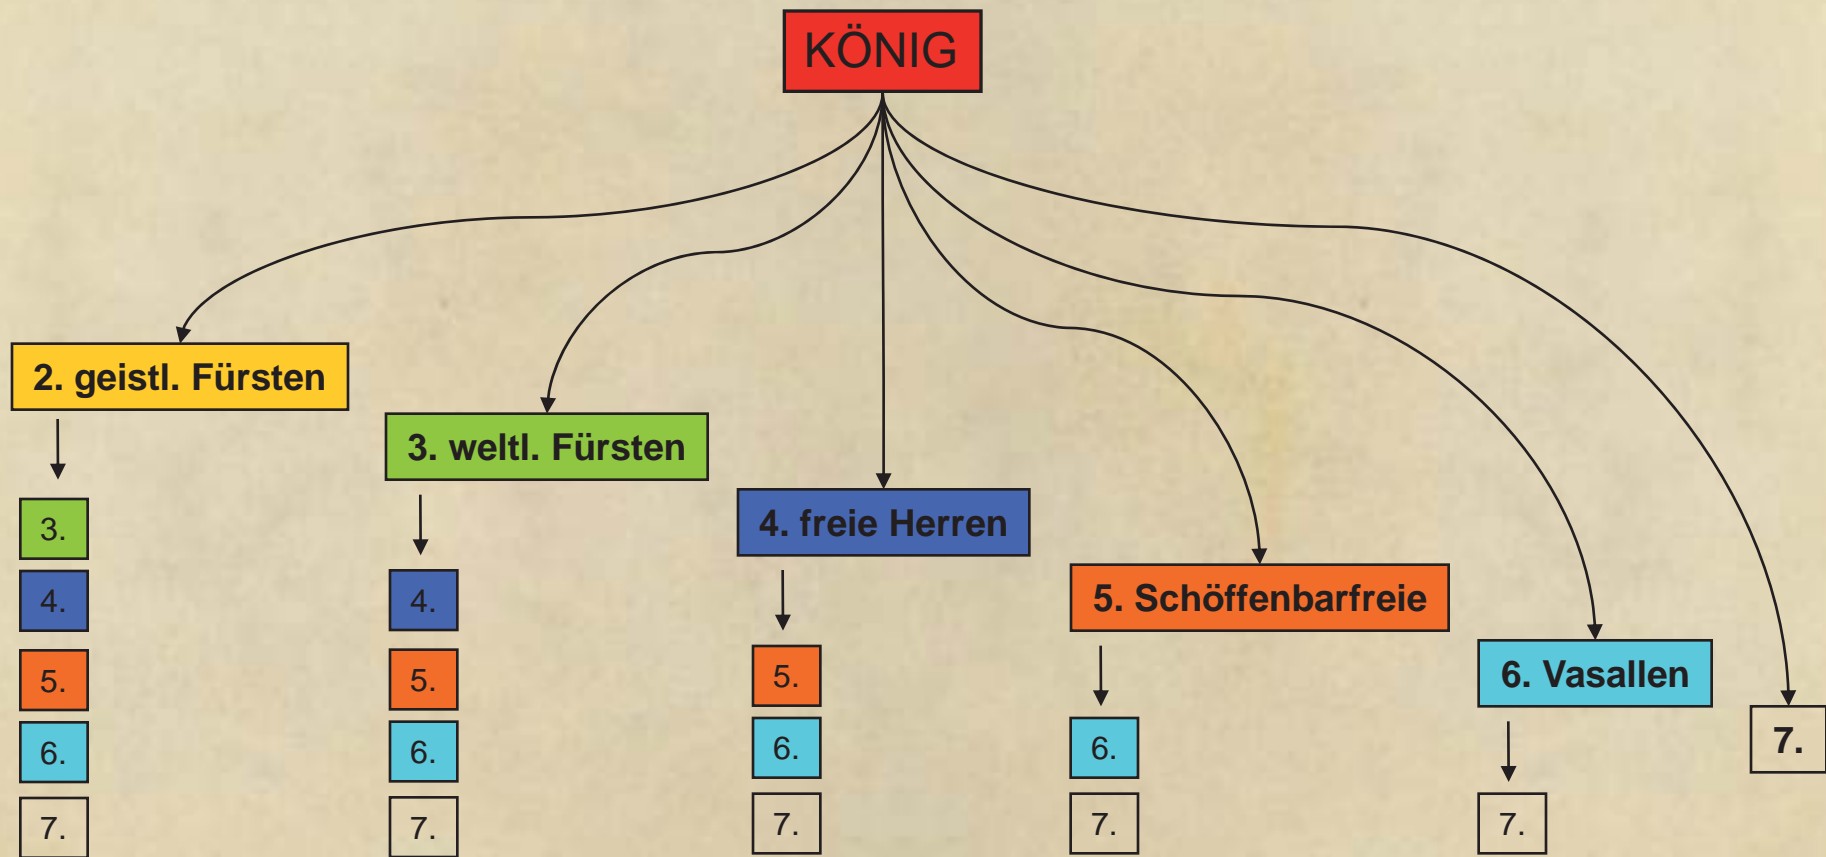 KÖNIG
2. geistl. Fürsten
3. weltl. Fürsten
4. freie Herren
5. Schöffenbarfreie
6. Vasallen
7.
3.
4.
5.
6.
7.
4.
5.
6.
7.
5.
6.
7.
6.
7.
7.